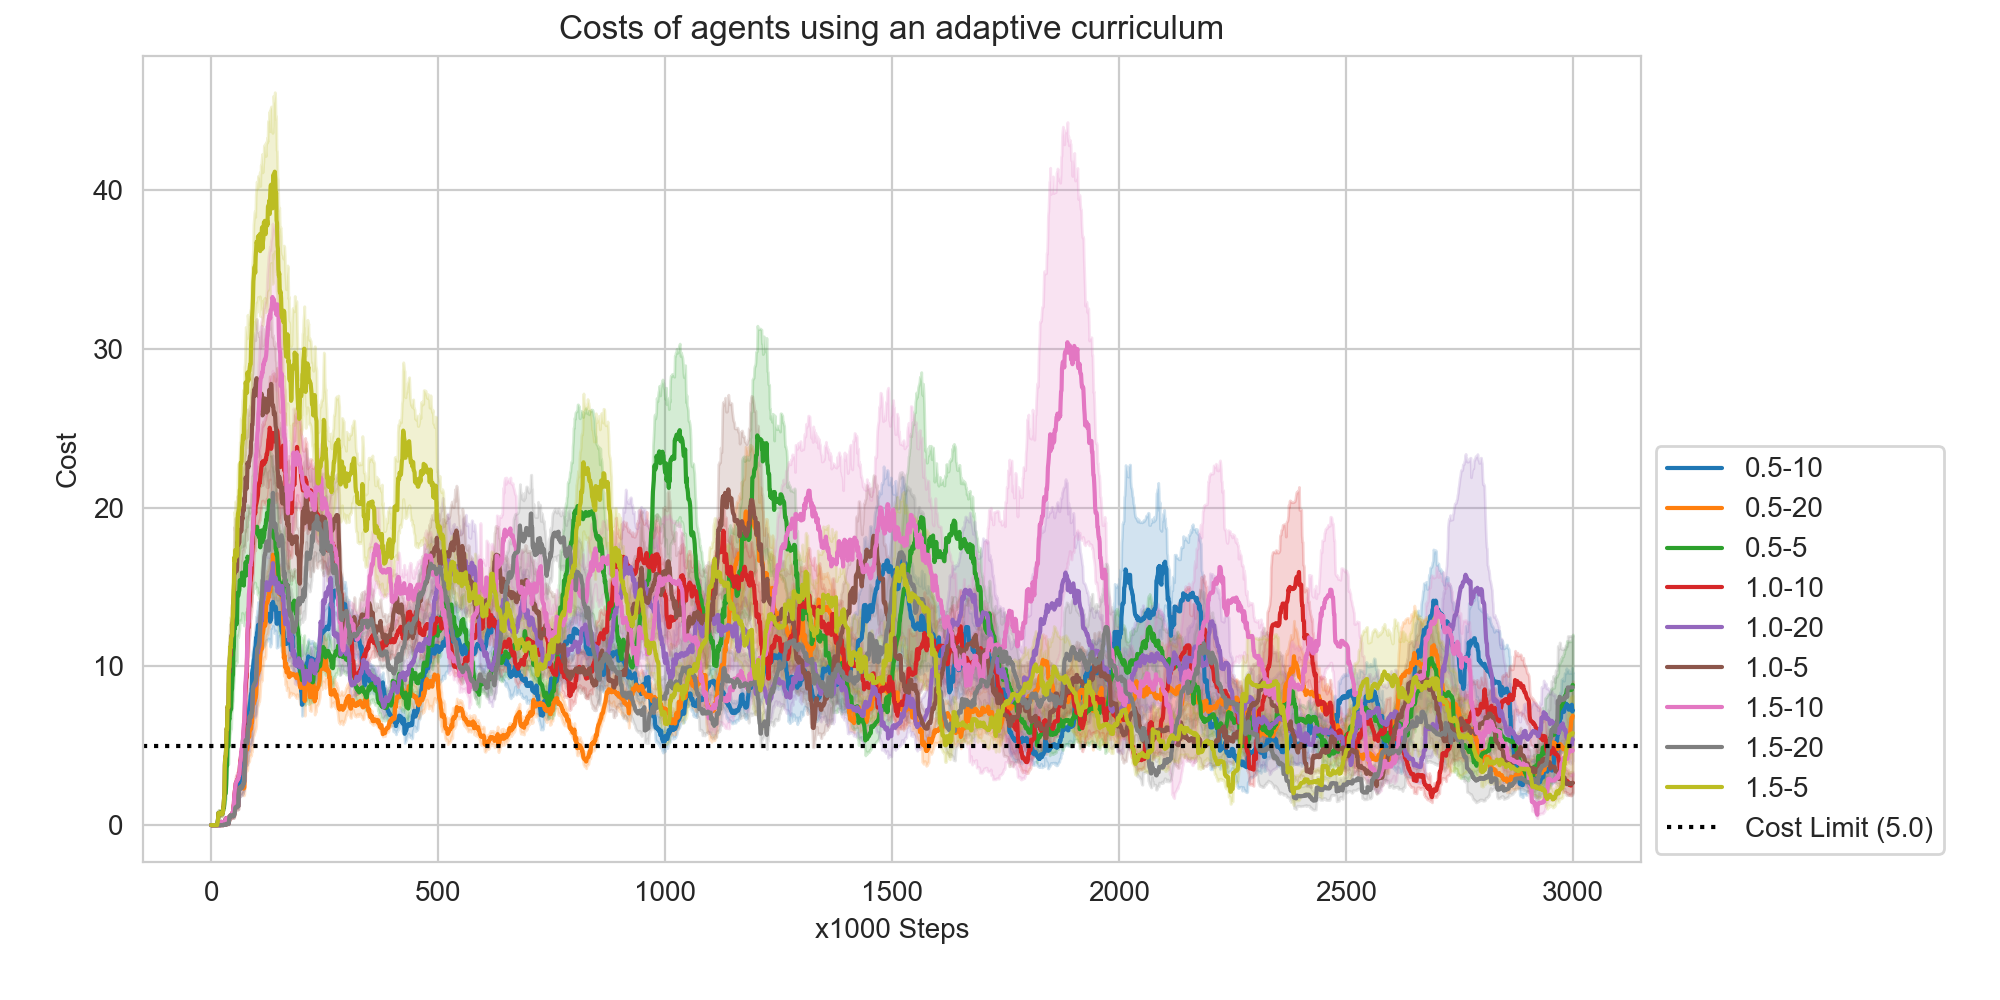 Costs of agents using an adaptive curriculum
Cost
40
30
20
10
0
0 500 1000 1500 2000 2500 3000
x1000 Steps
0.5-10
0.5-20
0.5-5
1.0-10
1.0-20
1.0-5
1.5-10
1.5-20
1.5-5
Cost Limit (5.0)